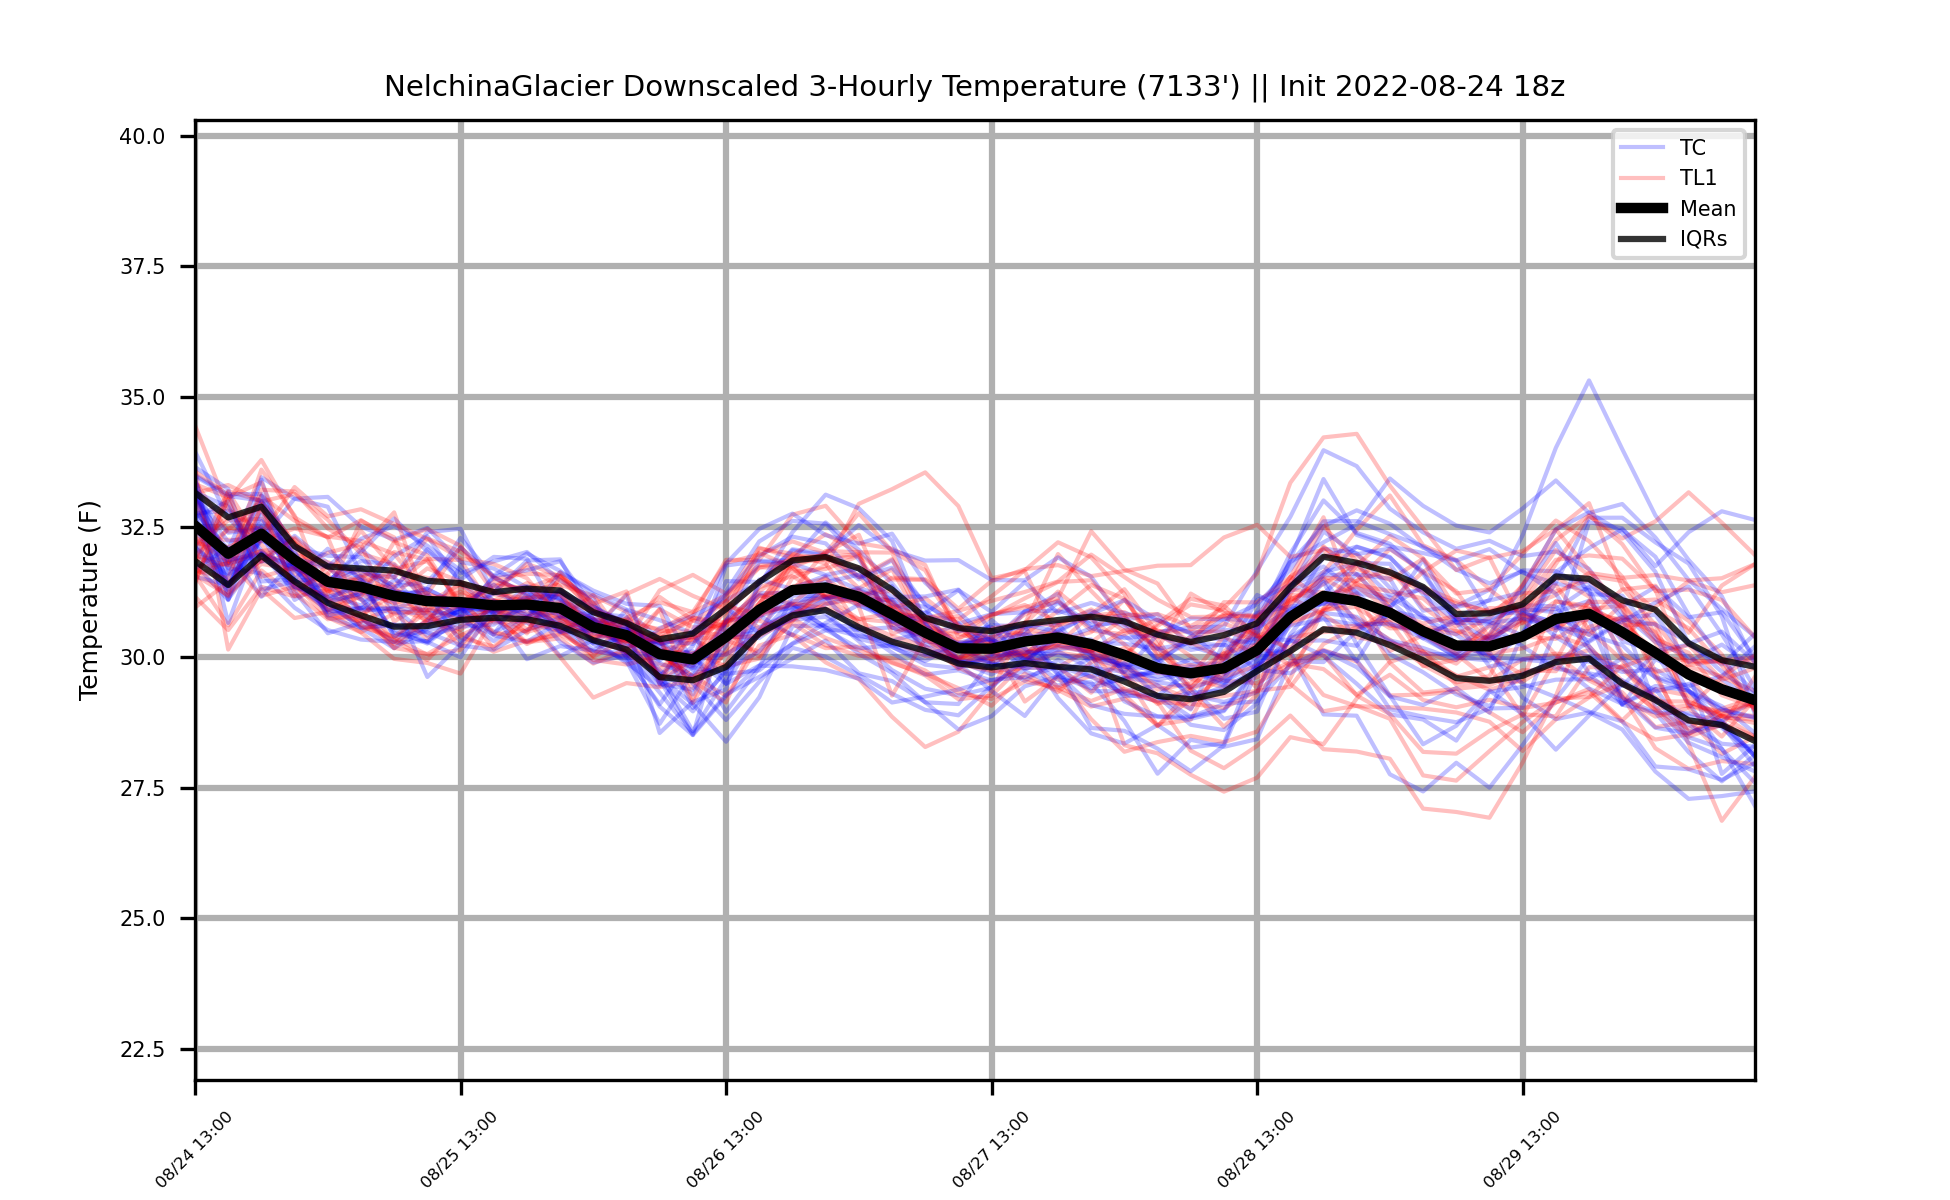 NelchinaGlacier Downscaled 3-Hourly Temperature (7133') || Init 2022-08-24 18z
TC
TL1
Mean
IQRs
Temperature (F)
40.0
37.5
35.0
32.5
30.0
27.5
25.0
22.5
08/24 13:00
08/25 13:00
08/26 13:00
08/27 13:00
08/28 13:00
08/29 13:00